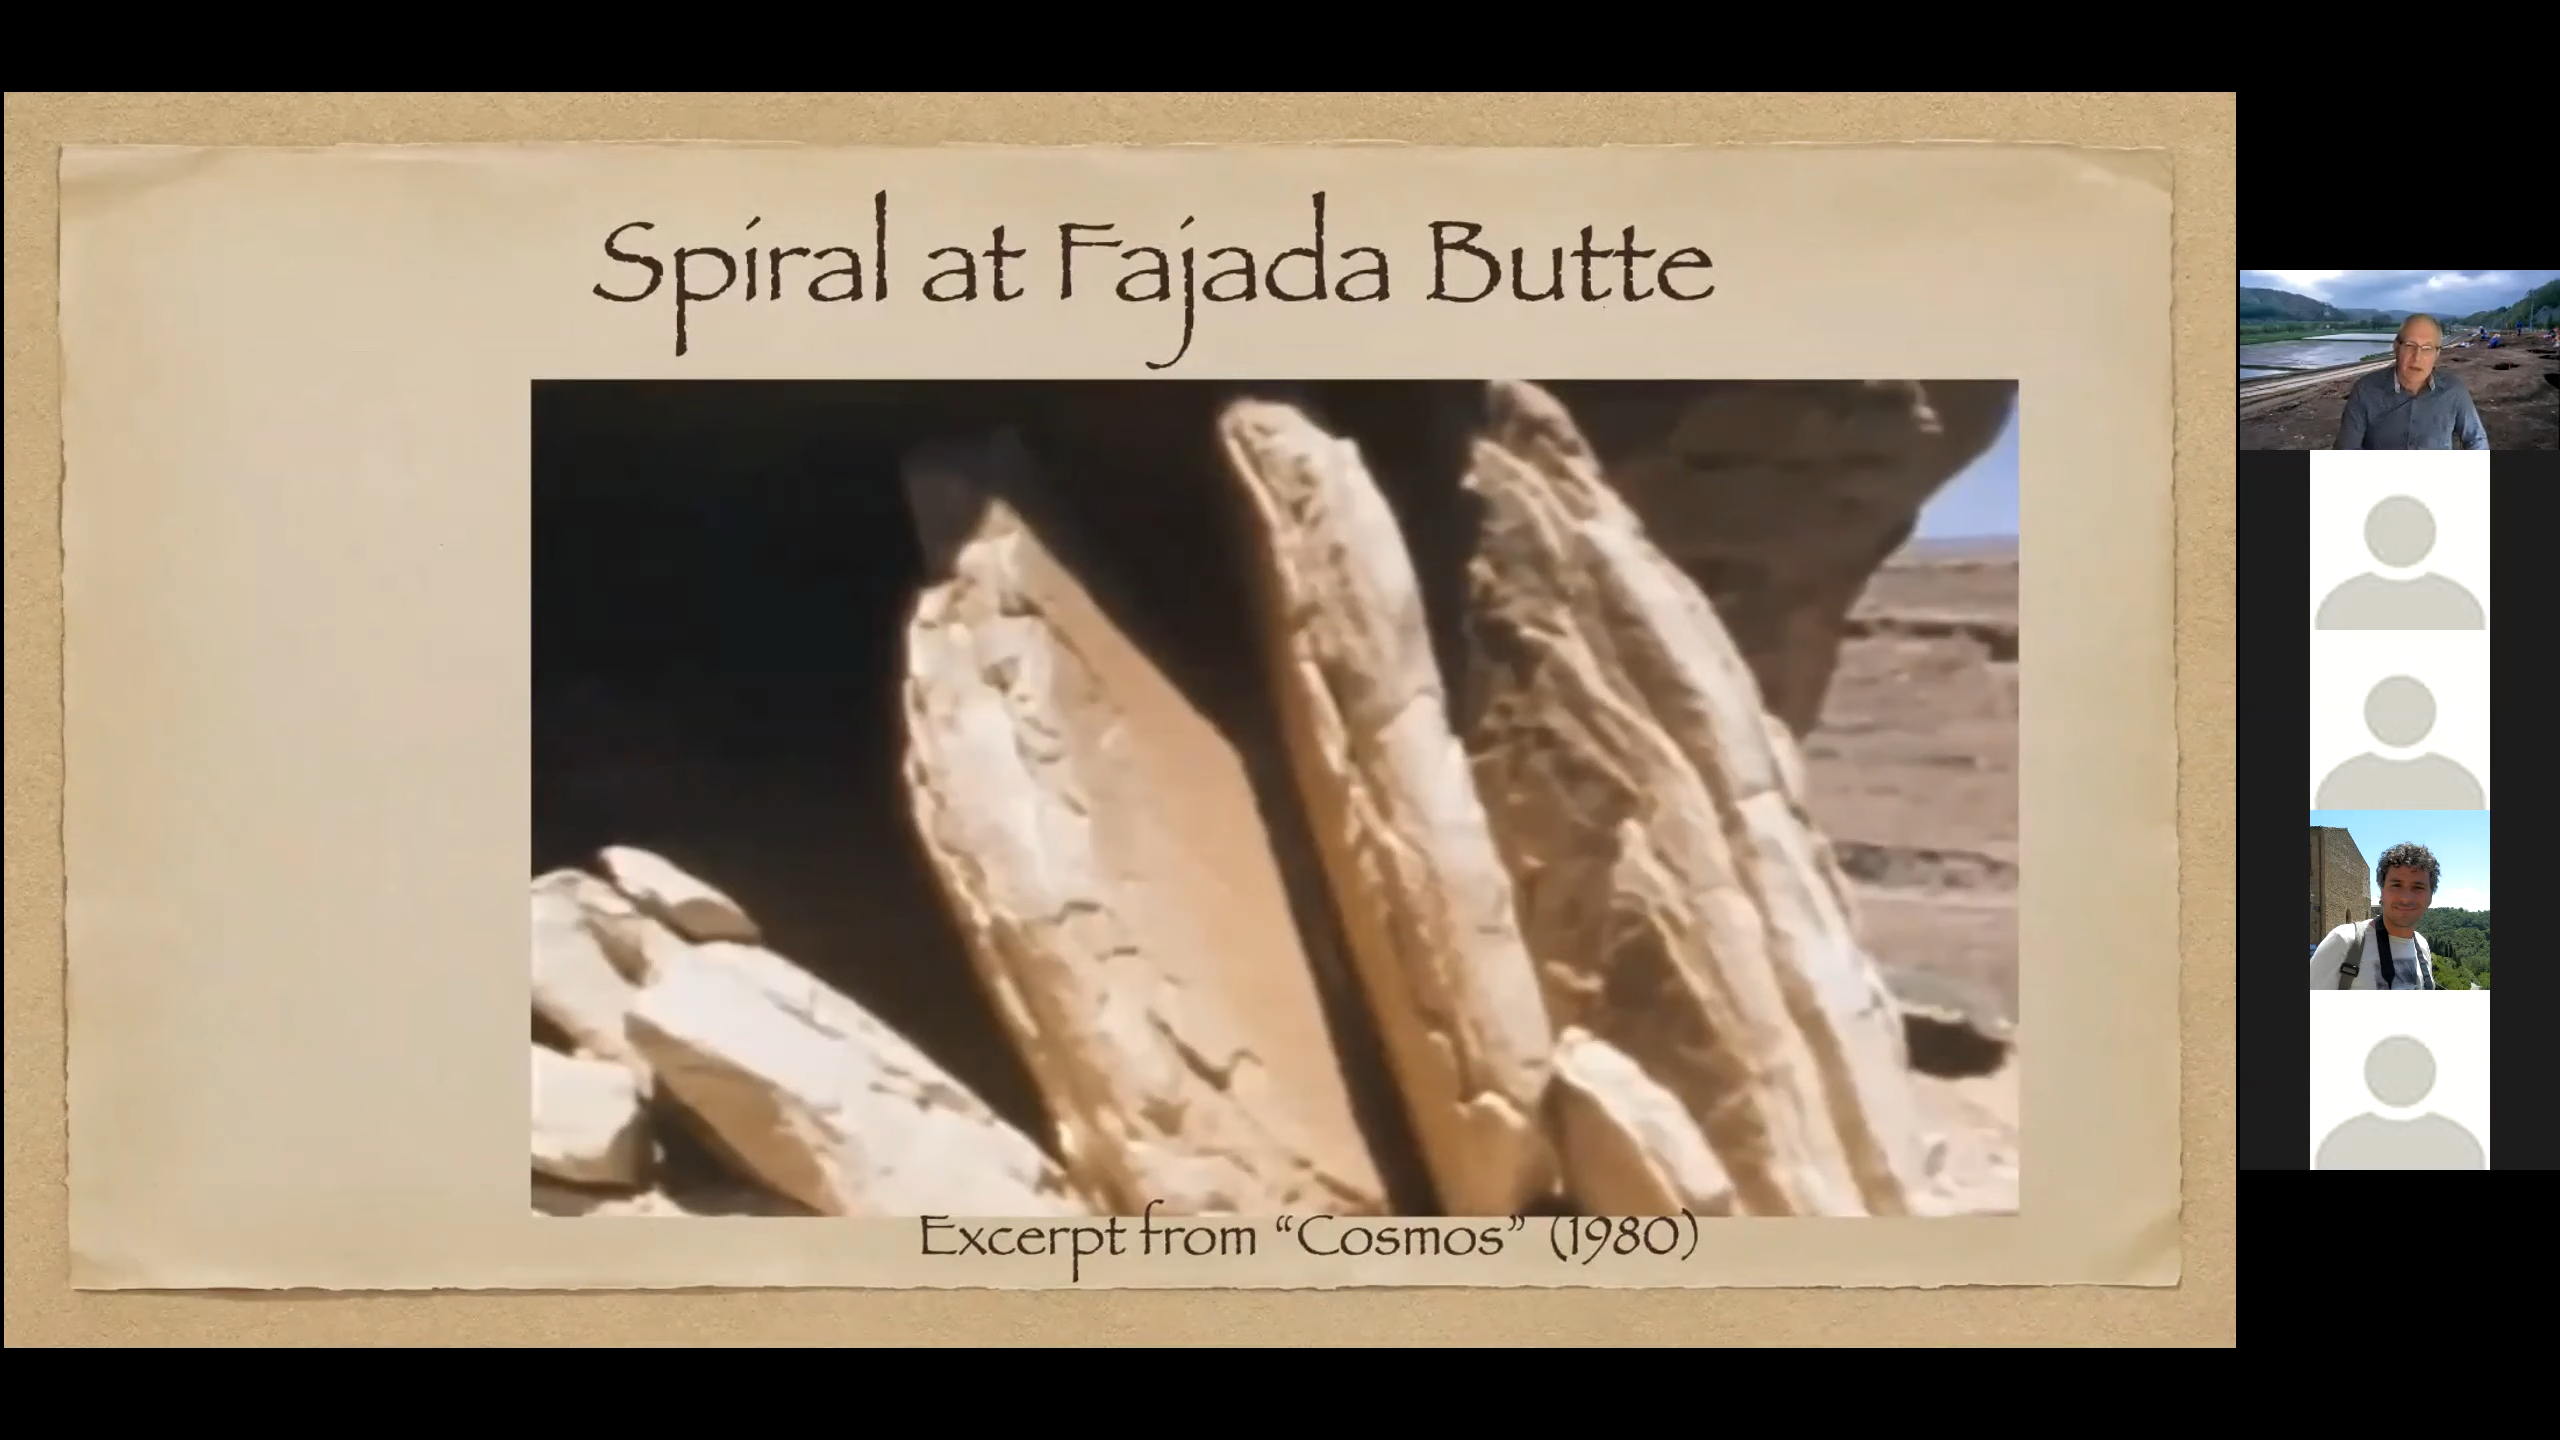 Spiral at Fajada Butte
Excerpt from “Cosmos” (1980)